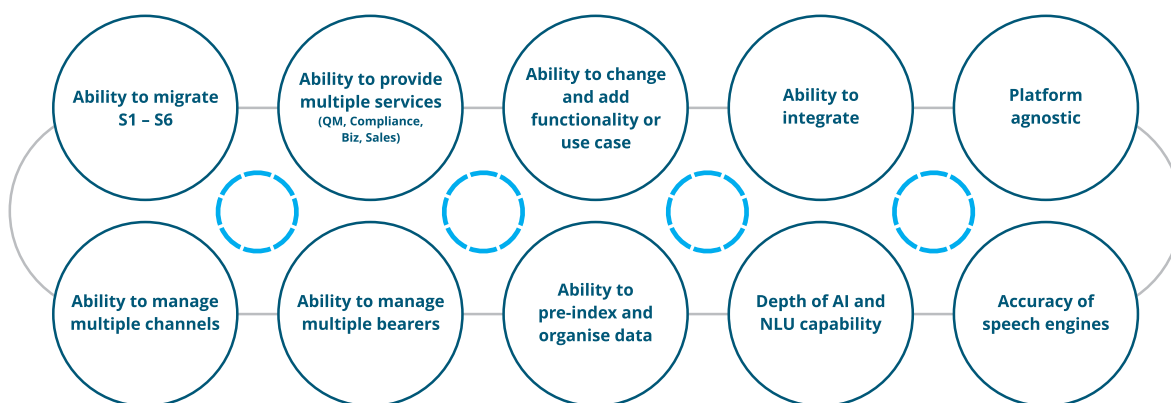 Ability to migrate
S1 – S6
Ability to provide
multiple services
(QM, Compliance,
Biz, Sales)
Ability to change
and add
functionality or
use case
Ability to
integrate
Platform
agnostic
Ability to manage
multiple channels
Ability to manage
multiple bearers
Ability to
pre-index and
organise data
Depth of AI and
NLU capability
Accuracy of
speech engines